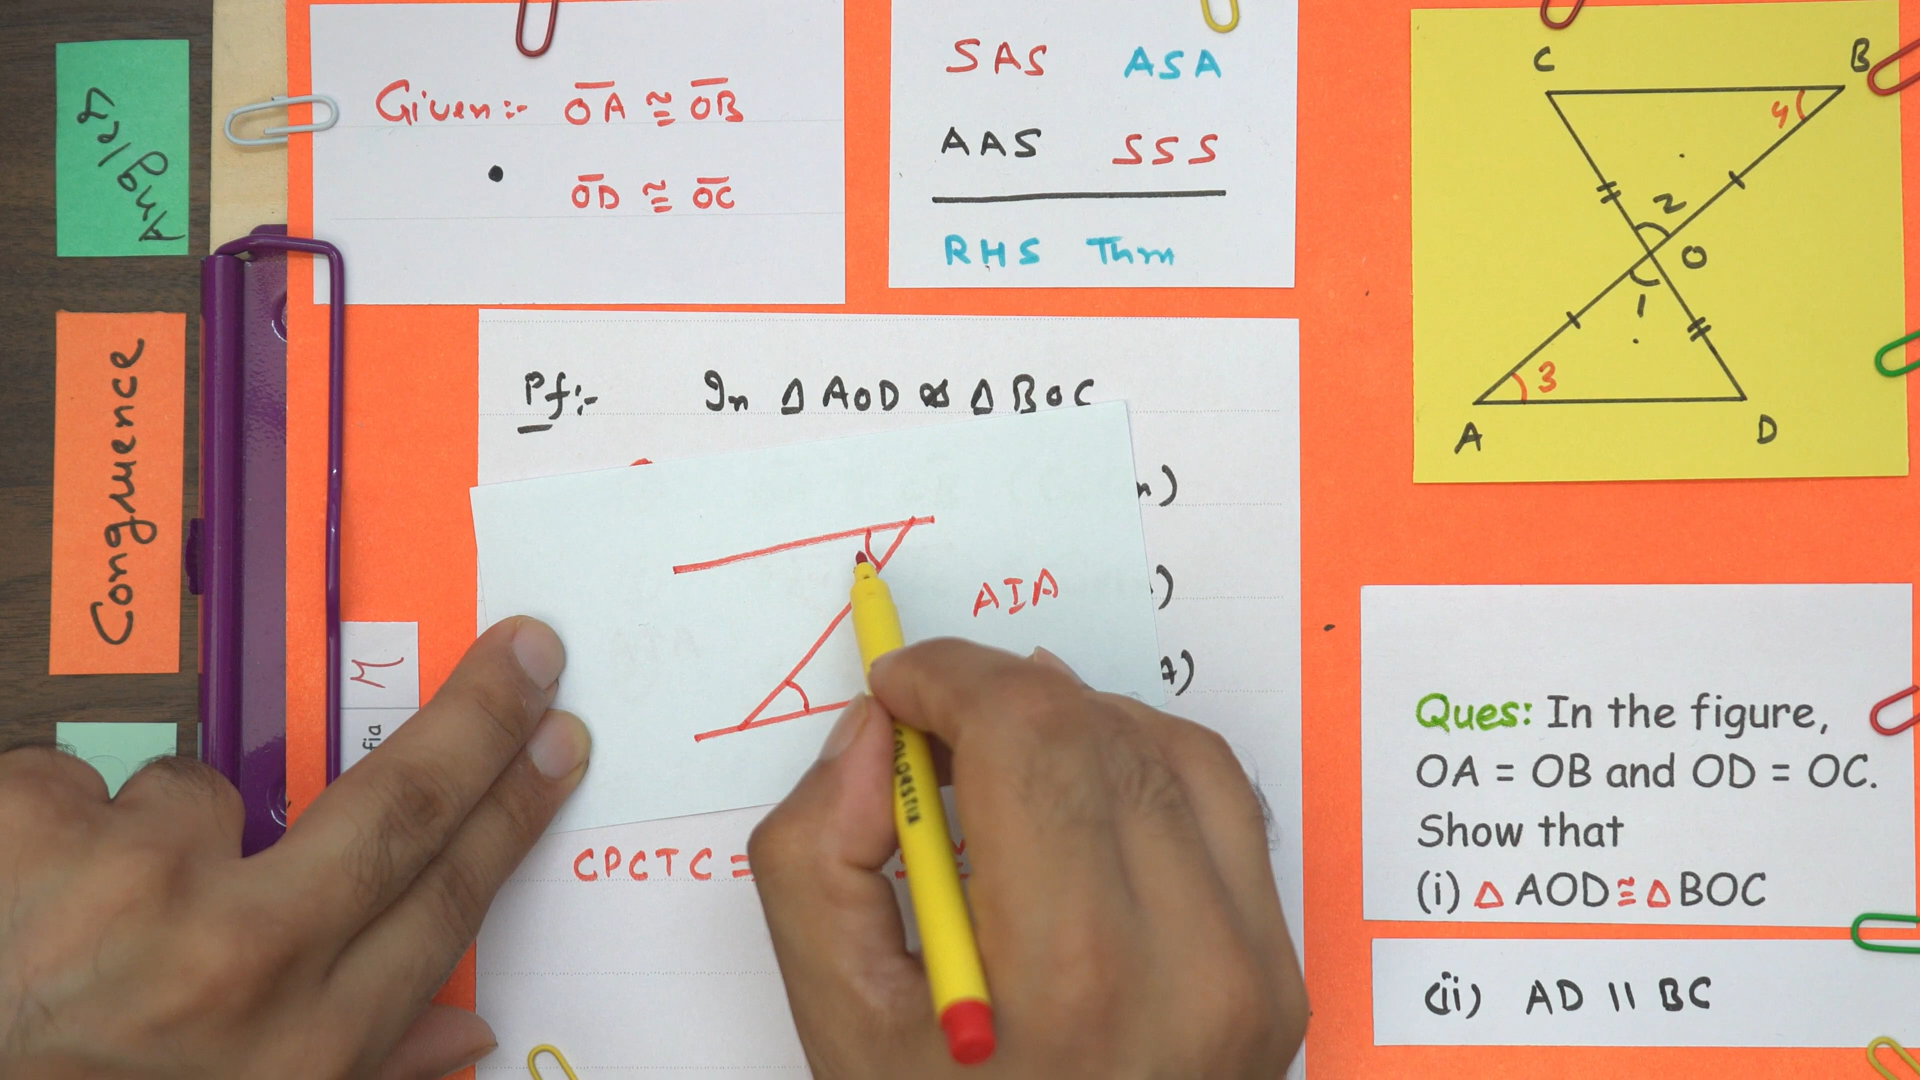 Angles
Congruence
Given:- OA ≅ OB
OD ≅ OC
SAS ASA
AAS SSS
RHS Thm
C B
4
2
O
1
3
A D
Pf:- In △ AOD & △ BOC
AIA
M
fia
CPCTC =
COLORSTIX
Ques: In the figure,
OA = OB and OD = OC.
Show that
(i) △ AOD ≅ △ BOC
(ii) AD || BC